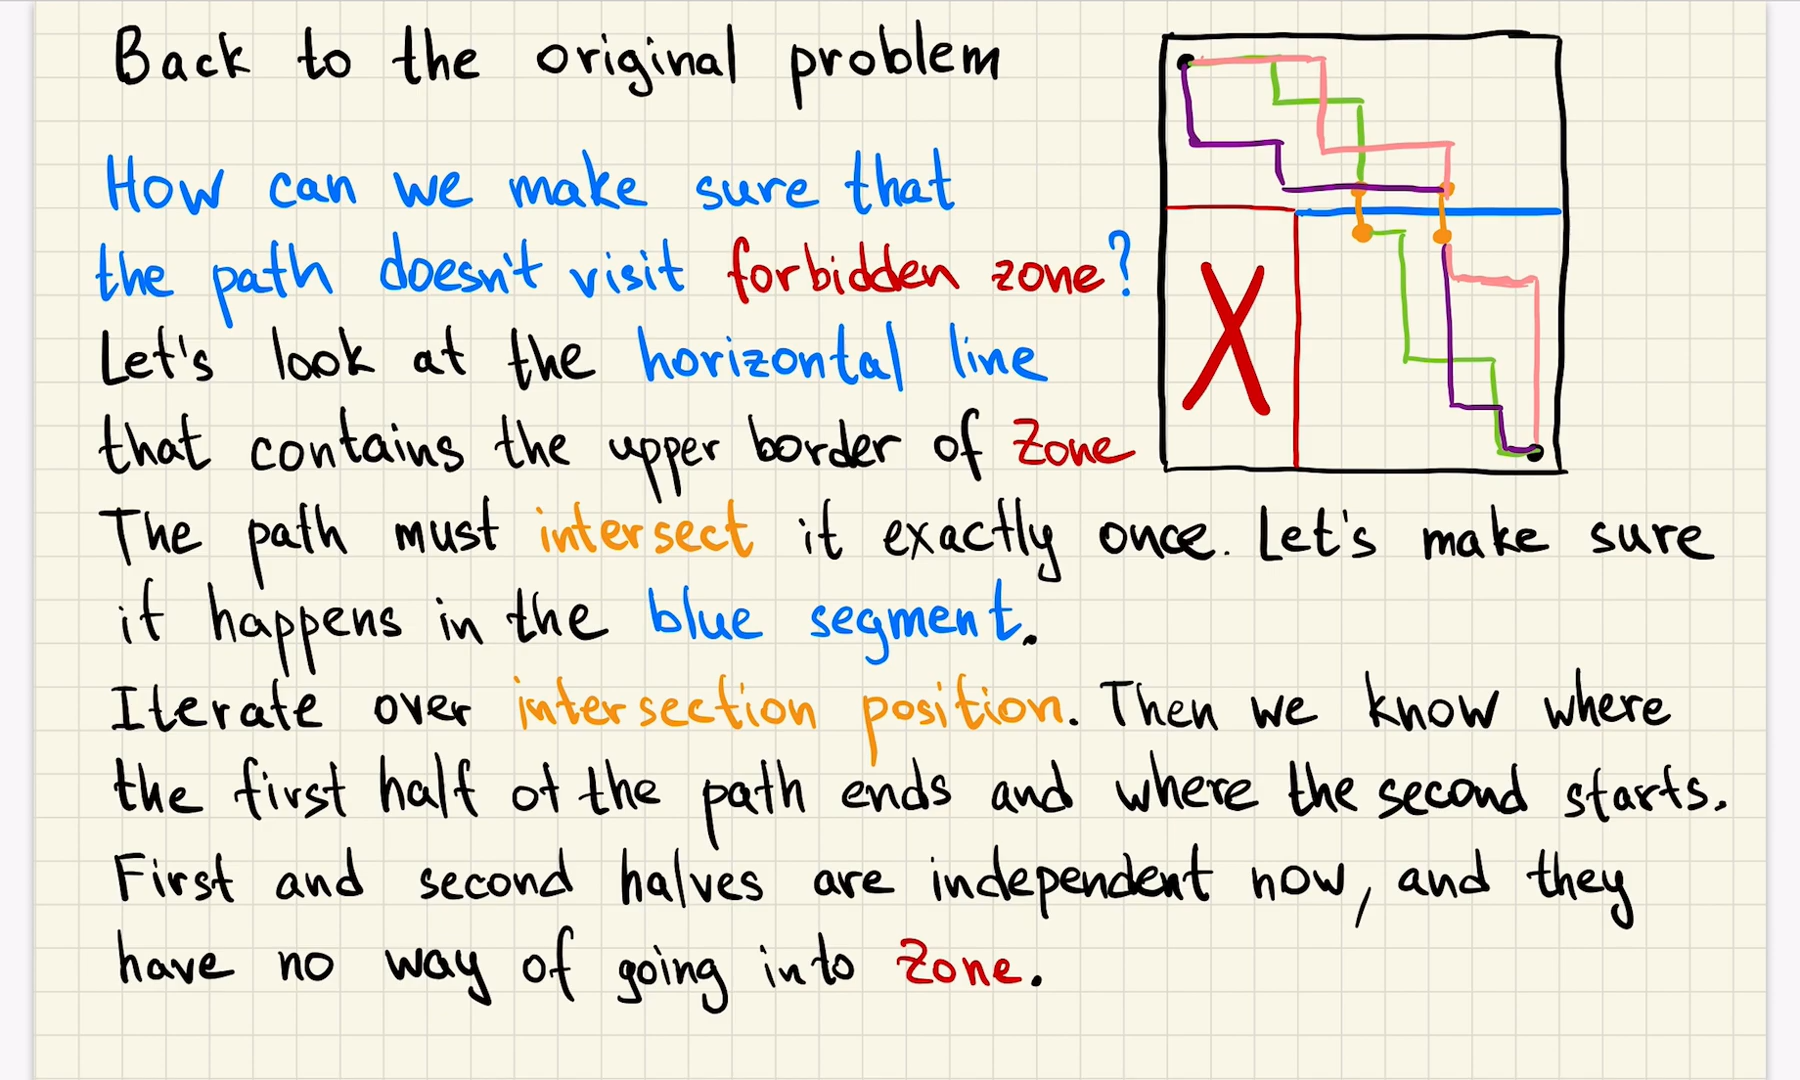 Back to the original problem
How can we make sure that
the path doesn't visit forbidden zone?
Let's look at the horizontal line
that contains the upper border of Zone
The path must intersect it exactly once. Let's make sure
it happens in the blue segment.
Iterate over intersection position. Then we know where
the first half of the path ends and where the second starts.
First and second halves are independent now, and they
have no way of going into Zone.
X